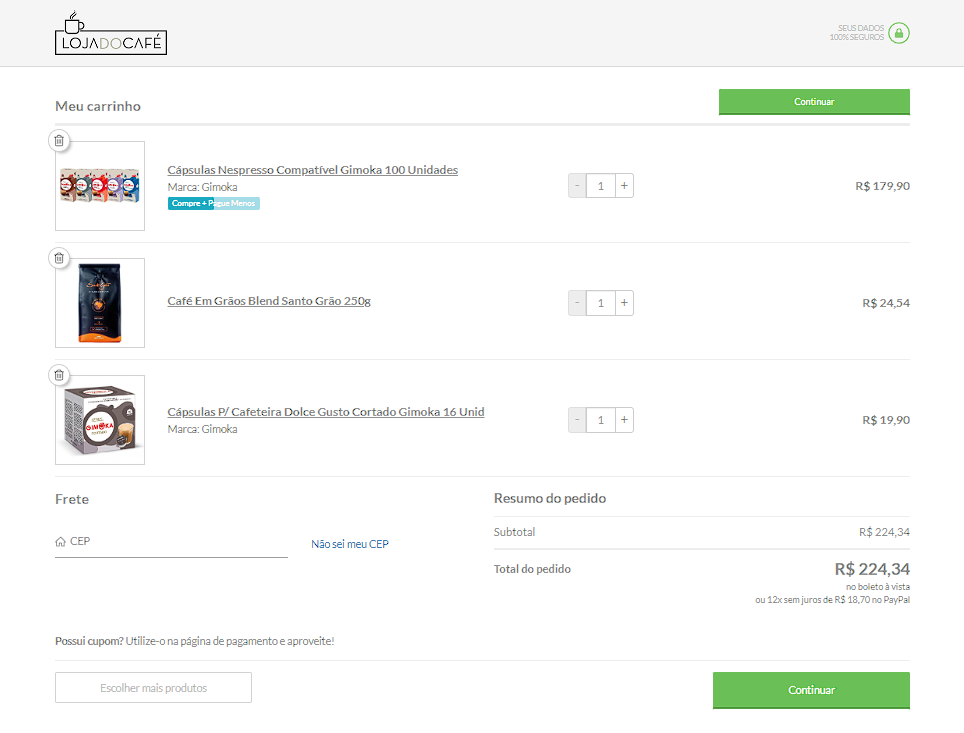 LOJADOCAFÉ
SEUS DADOS
100% SEGUROS
Meu carrinho
Continuar
Cápsulas Nespresso Compatível Gimoka 100 Unidades
Marca: Gimoka
Compre + Pague Menos
- 1 +
R$ 179,90
Café Em Grãos Blend Santo Grão 250g
- 1 +
R$ 24,54
GIMOKA
Cápsulas P/ Cafeteira Dolce Gusto Cortado Gimoka 16 Unid
Marca: Gimoka
- 1 +
R$ 19,90
Frete
CEP
Não sei meu CEP
Resumo do pedido
Subtotal R$ 224,34
Total do pedido R$ 224,34
no boleto à vista
ou 12x sem juros de R$ 18,70 no PayPal
Possui cupom? Utilize-o na página de pagamento e aproveite!
Escolher mais produtos
Continuar